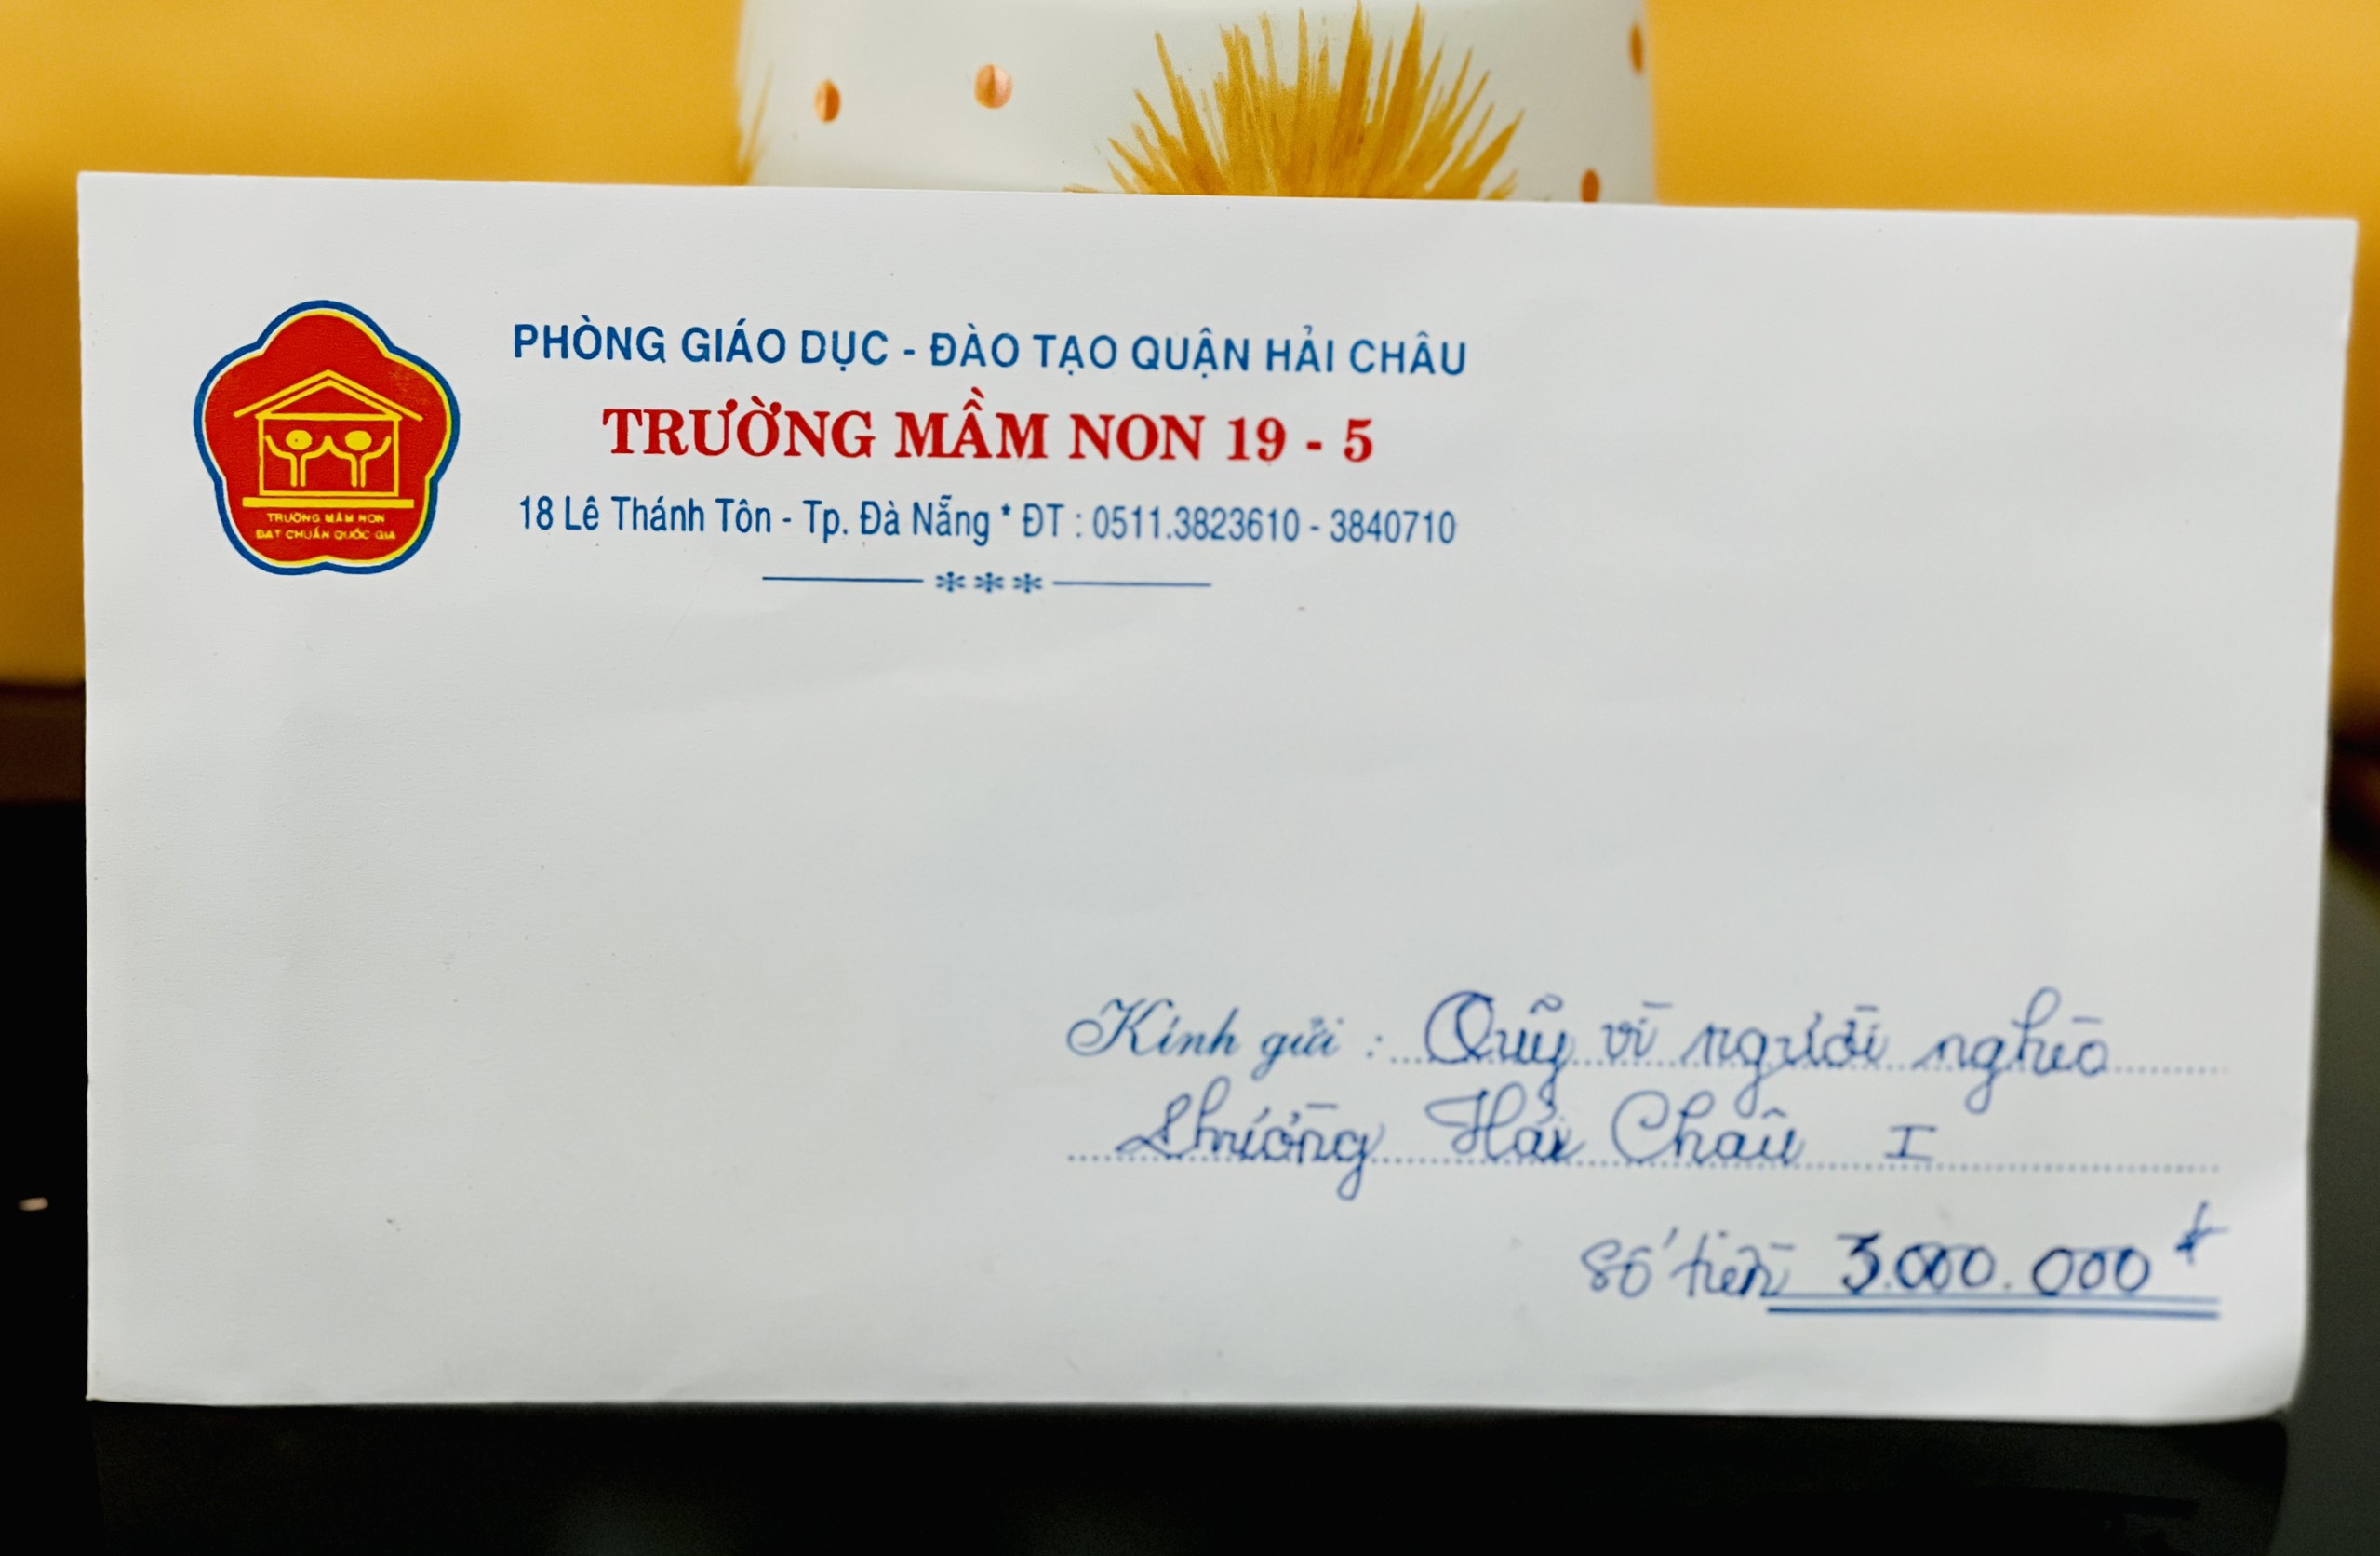 TRƯỜNG MẦM NON
ĐẠT CHUẨN QUỐC GIA
PHÒNG GIÁO DỤC - ĐÀO TẠO QUẬN HẢI CHÂU
TRƯỜNG MẦM NON 19 - 5
18 Lê Thánh Tôn - Tp. Đà Nẵng * ĐT : 0511.3823610 - 3840710
***
Kính gửi : Quỹ vì người nghèo
Phường Hải Châu I
Số tiền 3.000.000đ